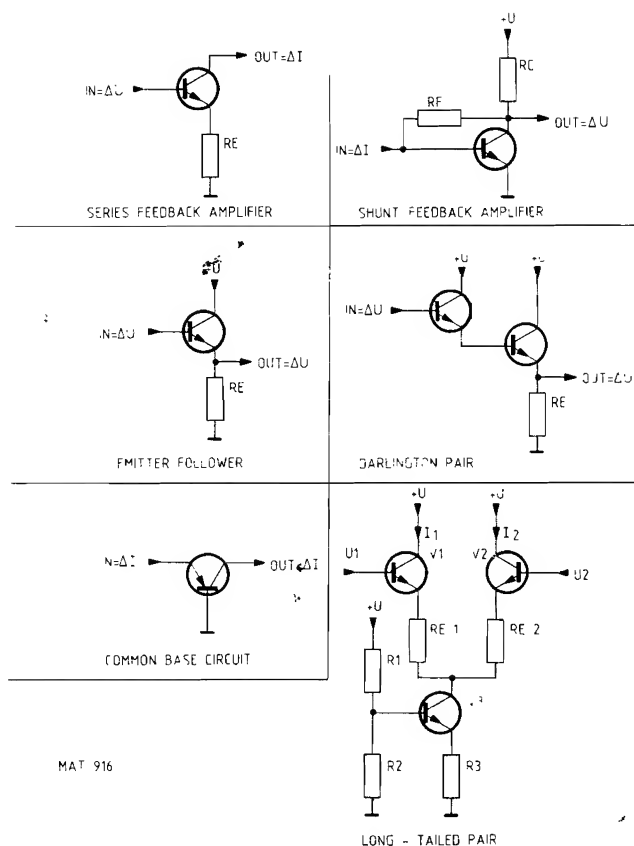 OUT=ΔI
IN=ΔU
RE
SERIES FEEDBACK AMPLIFIER
+U
RC
RF
OUT=ΔU
IN=ΔI
SHUNT FEEDBACK AMPLIFIER
+U
IN=ΔU
OUT=ΔU
RE
EMITTER FOLLOWER
+U
+U
IN=ΔU
OUT=ΔU
RE
DARLINGTON PAIR
IN=ΔI
OUT=ΔI
COMMON BASE CIRCUIT
+U
+U
I1
I2
U1
V1
V2
U2
+U
RE 1
RE 2
R1
R2
R3
MAT 916
LONG - TAILED PAIR